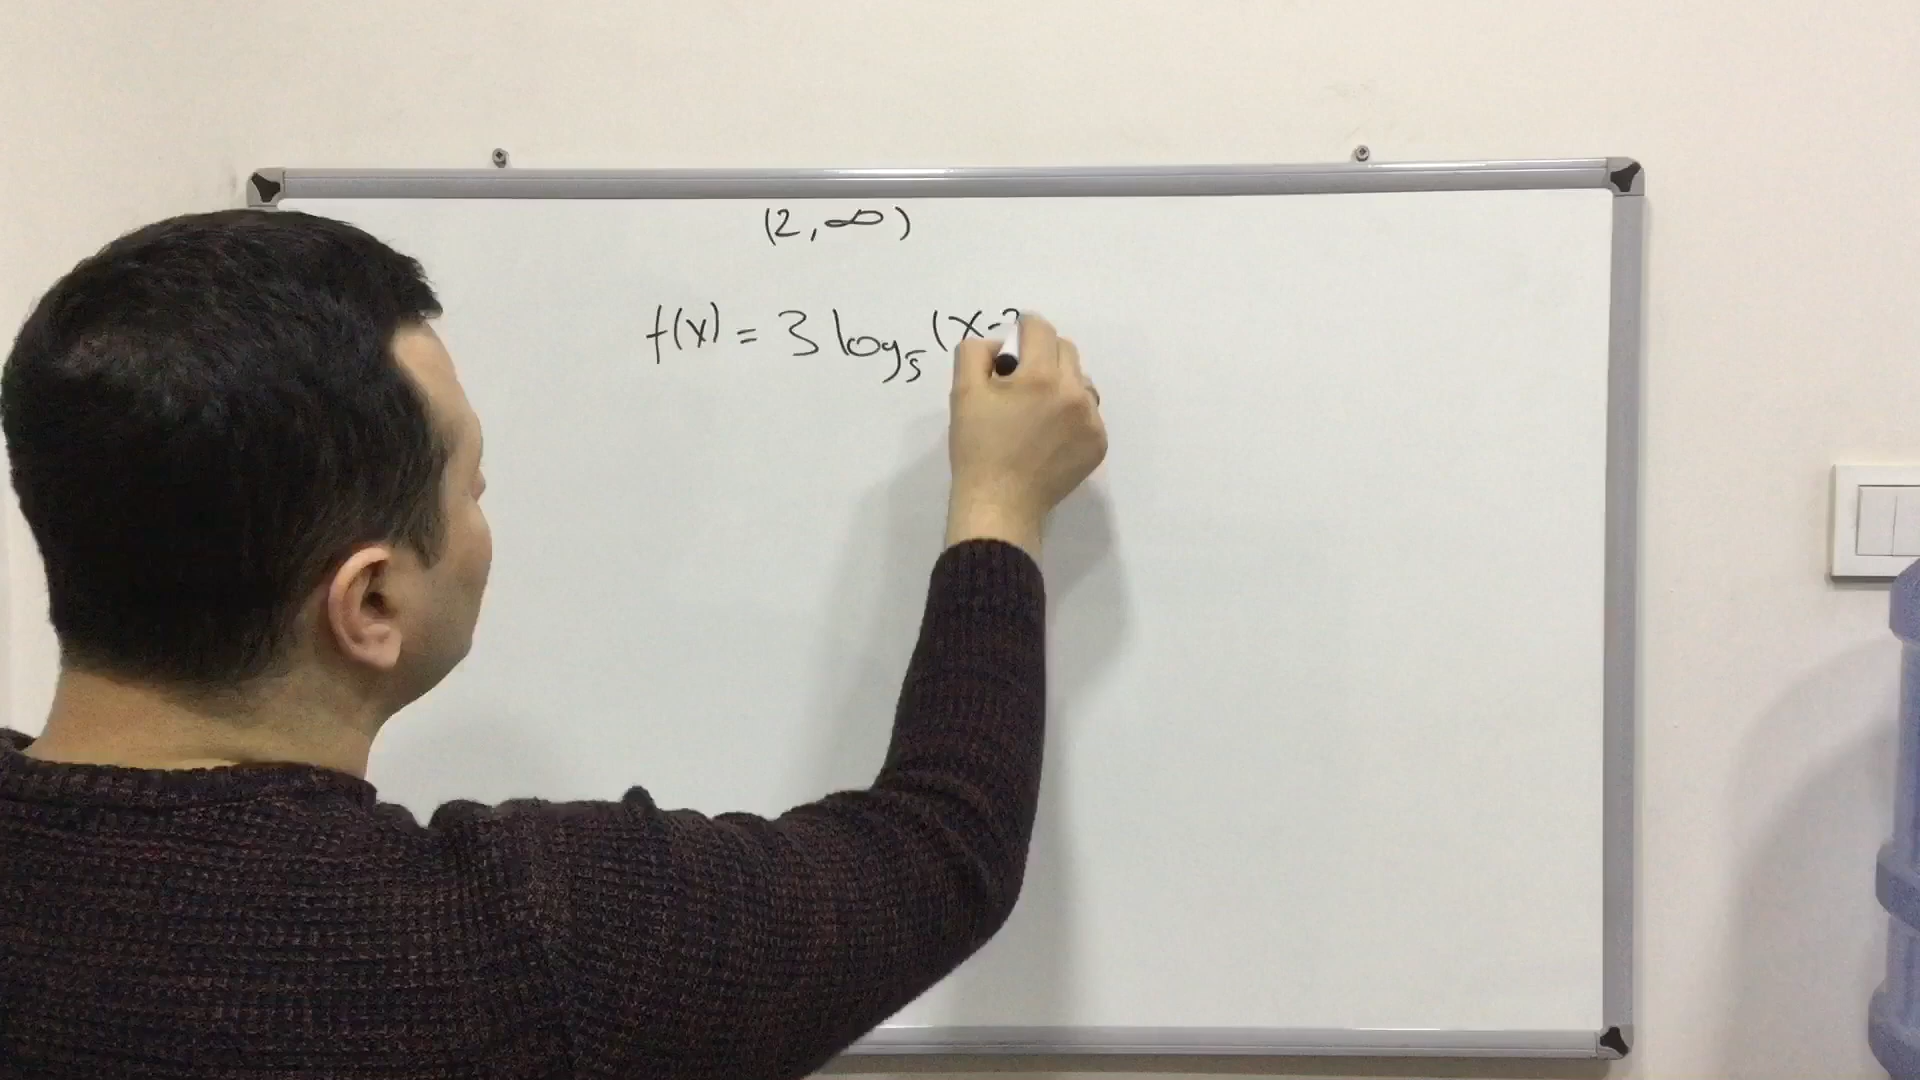 (2, ∞)
f(x) = 3 log₅ (x-